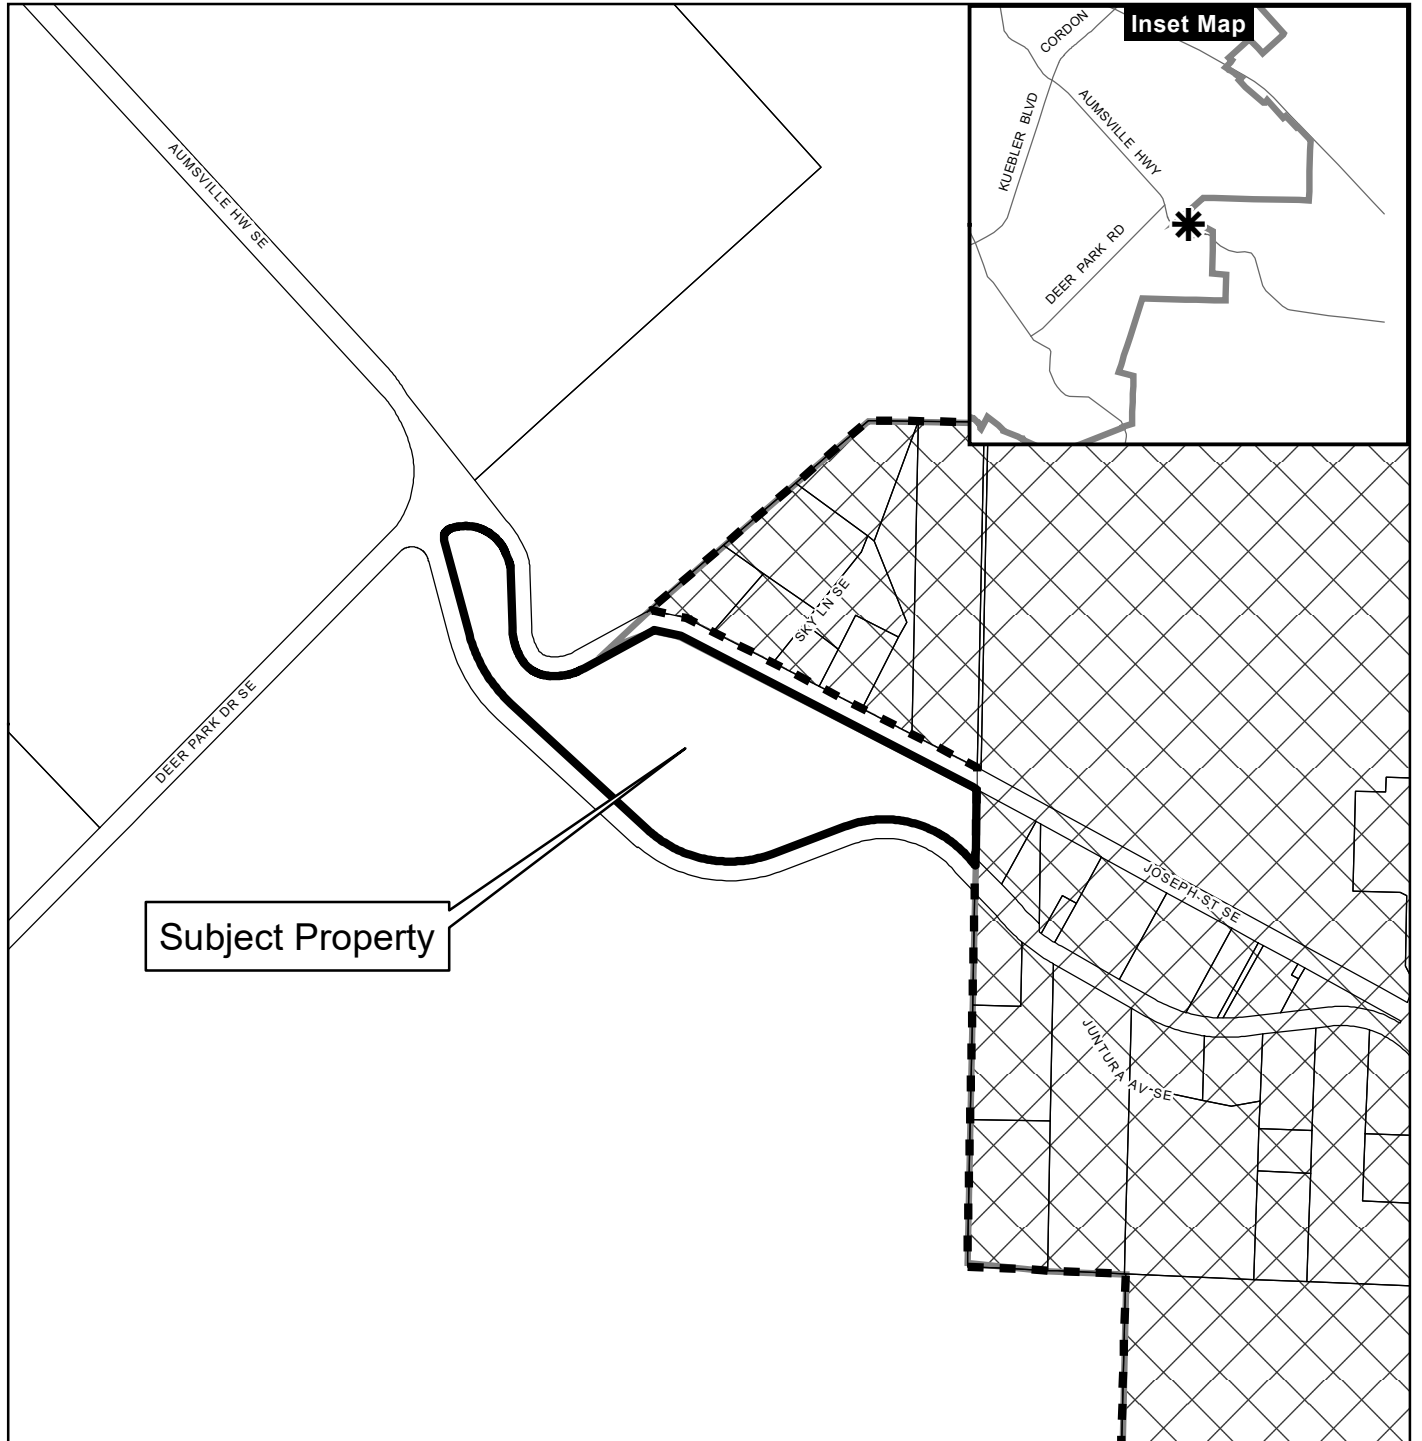 Inset Map
CORDON
KUEBLER BLVD
AUMSVILLE HWY
DEER PARK RD
AUMSVILLE HW SE
SKY LN SE
DEER PARK DR SE
JOSEPH ST SE
Subject Property
JUNTURA AV SE